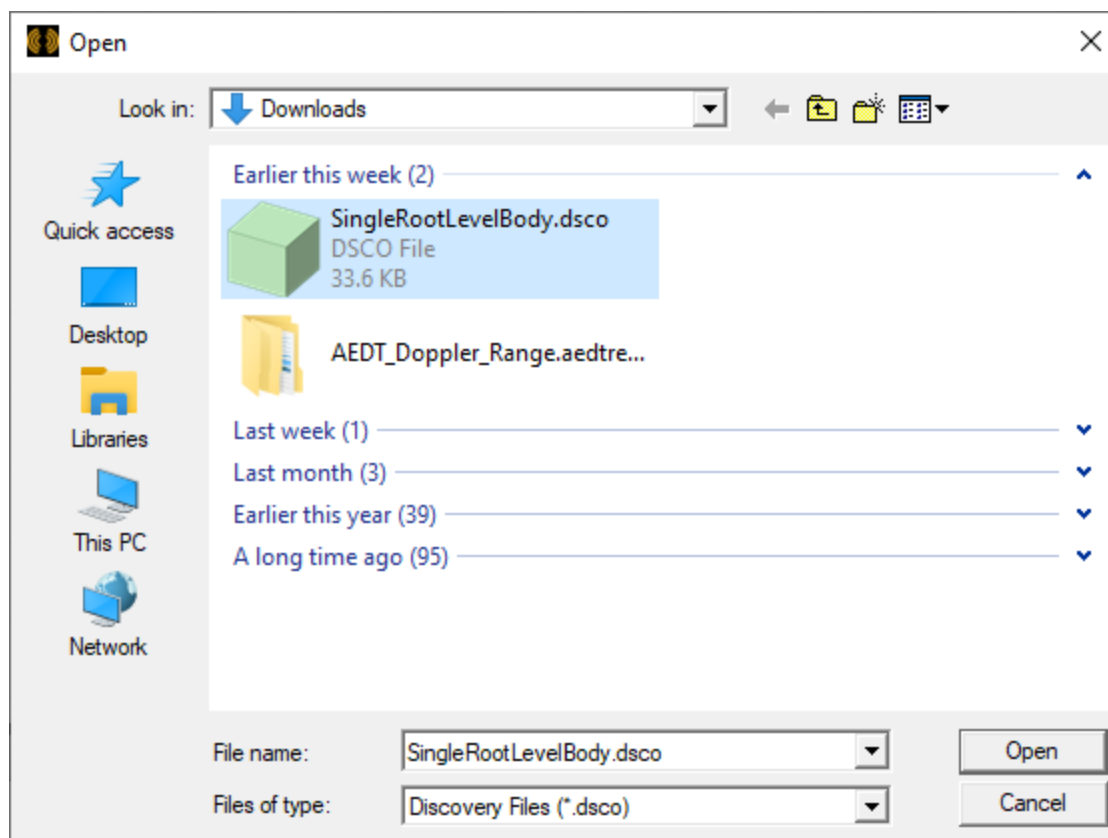 Open
Look in:
Downloads
Quick access
Desktop
Libraries
This PC
Network
Earlier this week (2)
SingleRootLevelBody.dsco
DSCO File
33.6 KB
AEDT_Doppler_Range.aedtre...
Last week (1)
Last month (3)
Earlier this year (39)
A long time ago (95)
File name:
SingleRootLevelBody.dsco
Open
Files of type:
Discovery Files (*.dsco)
Cancel